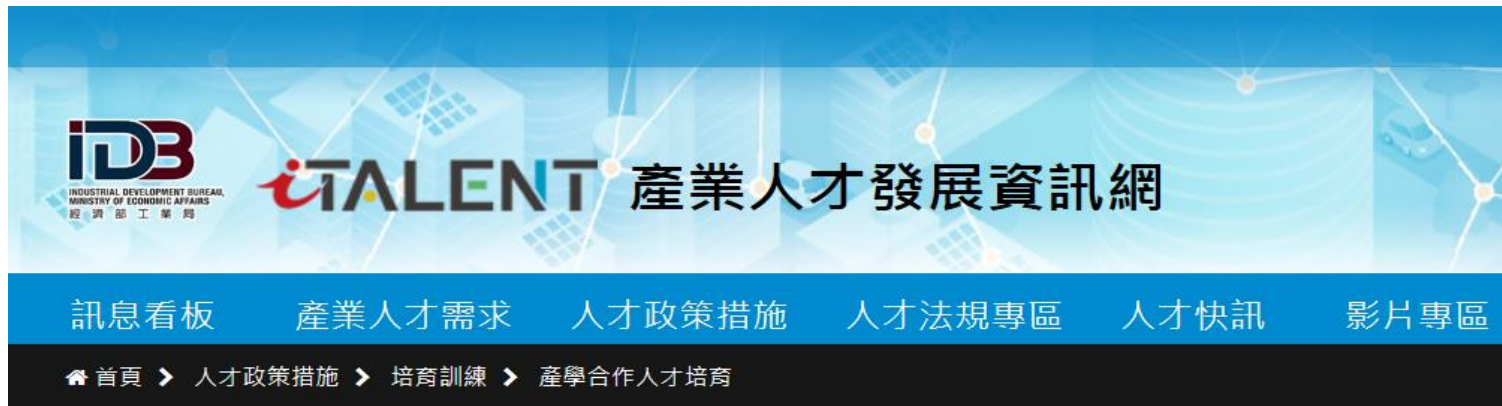 iDB
INDUSTRIAL DEVELOPMENT BUREAU,
MINISTRY OF ECONOMIC AFFAIRS
經濟部工業局
iTALENT 產業人才發展資訊網
訊息看板 產業人才需求 人才政策措施 人才法規專區 人才快訊 影片專區
首頁 > 人才政策措施 > 培育訓練 > 產學合作人才培育